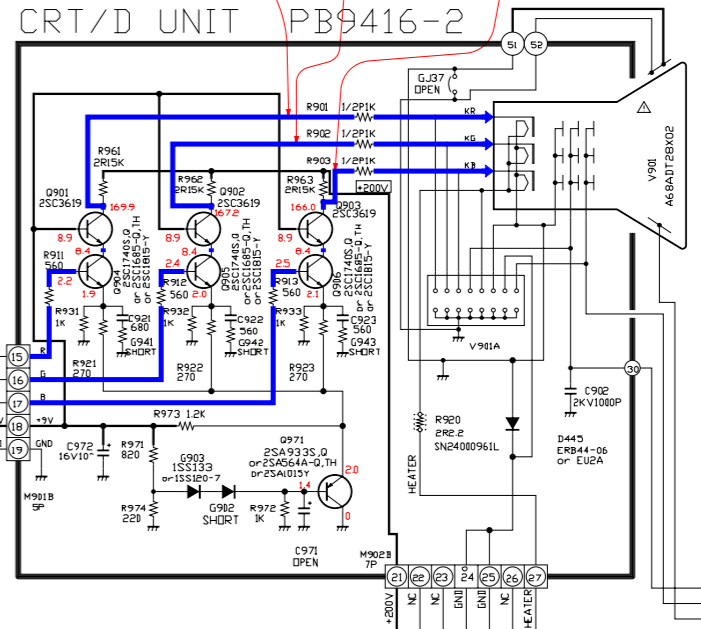 CRT/D UNIT PB9416-2
51 52
GJ37
OPEN
R901 1/2P1K
KR
R902 1/2P1K
KG
R903 1/2P1K
KB
+200V
V901
A68ADT28X02
R961
2R15K
R962
2R15K
R963
2R15K
Q901
2SC3619
169.9
Q902
2SC3619
167.2
Q903
2SC3619
166.0
8.9
8.4
8.9
8.4
8.9
8.4
R911
560
2.2
1.9
Q904
2SC1740S,Q
2SC1685-Q,TH
or 2SC1815-Y
R912
560
2.4
2.0
Q905
2SC1740S,Q
2SC1685-Q,TH
or 2SC1815-Y
R913
560
2.5
2.1
Q906
2SC1740S,Q
2SC1685-Q,TH
or 2SC1815-Y
R931
1K
C921
680
G941
SHORT
R932
1K
C922
560
G942
SHORT
R933
1K
C923
560
G943
SHORT
V901A
15 R
16 G
17 B
18 +9V
19 GND
M901B
5P
R921
270
R922
270
R923
270
R973 1.2K
C972
16V10
R971
820
G903
1SS133
or1SS120-7
G902
SHORT
R974
220
Q971
2SA933S,Q
or2SA564A-Q,TH
or2SA1015Y
2.0
1.4
0
R972
1K
C971
OPEN
R920
2R2.2
SN24000961L
HEATER
30
C902
2KV1000P
D445
ERB44-06
or EU2A
M902B
7P
21 22 23 24 25 26 27
+200V
NC
NC
GND
GND
NC
HEATER